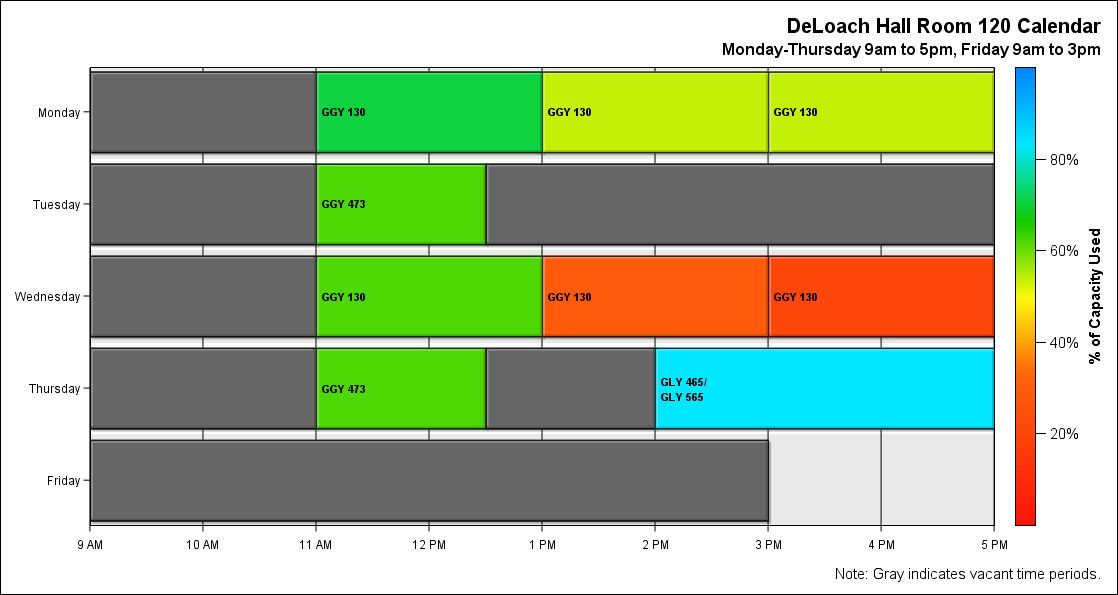 DeLoach Hall Room 120 Calendar
Monday-Thursday 9am to 5pm, Friday 9am to 3pm
Monday
GGY 130
GGY 130
GGY 130
Tuesday
GGY 473
Wednesday
GGY 130
GGY 130
GGY 130
Thursday
GGY 473
GLY 465/
GLY 565
Friday
9 AM
10 AM
11 AM
12 PM
1 PM
2 PM
3 PM
4 PM
5 PM
80%
60%
40%
20%
% of Capacity Used
Note: Gray indicates vacant time periods.